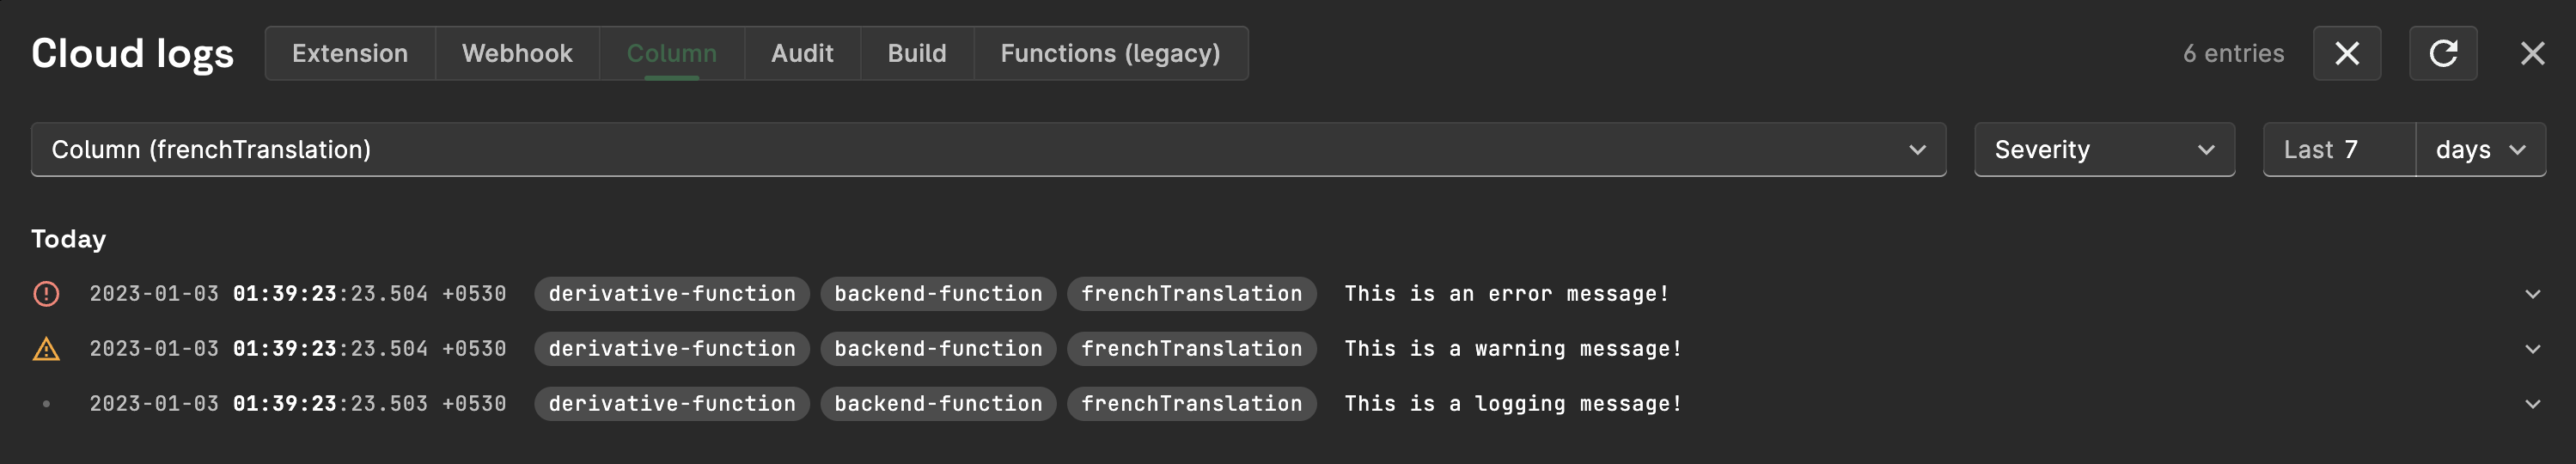 Cloud logs Extension Webhook Column Audit Build Functions (legacy) 6 entries
Column (frenchTranslation) Severity Last 7 days
Today
2023-01-03 01:39:23:23.504 +0530 derivative-function backend-function frenchTranslation This is an error message!
2023-01-03 01:39:23:23.504 +0530 derivative-function backend-function frenchTranslation This is a warning message!
2023-01-03 01:39:23:23.503 +0530 derivative-function backend-function frenchTranslation This is a logging message!